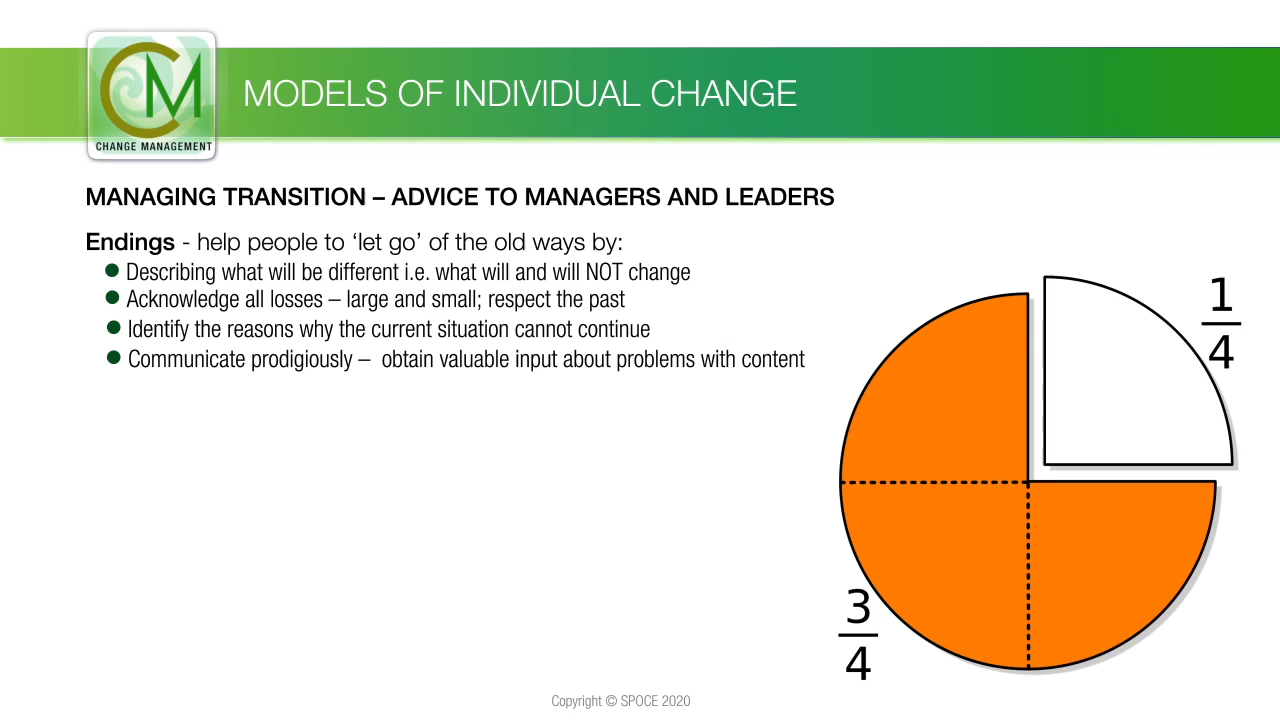 CM
CHANGE MANAGEMENT
MODELS OF INDIVIDUAL CHANGE
MANAGING TRANSITION – ADVICE TO MANAGERS AND LEADERS
Endings - help people to ‘let go’ of the old ways by:
● Describing what will be different i.e. what will and will NOT change
● Acknowledge all losses – large and small; respect the past
● Identify the reasons why the current situation cannot continue
● Communicate prodigiously – obtain valuable input about problems with content
1
4
3
4
Copyright © SPOCE 2020